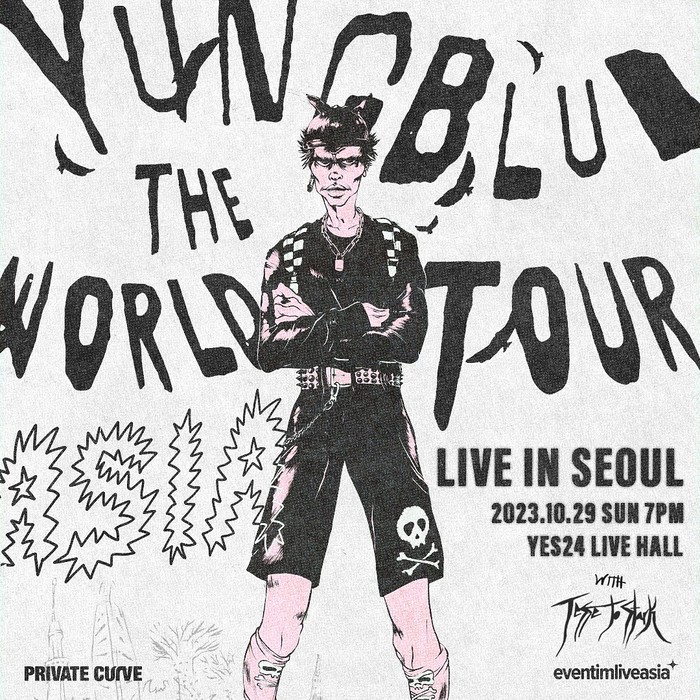 YUNGBLUD
THE
WORLD TOUR
ASIA
LIVE IN SEOUL
2023.10.29 SUN 7PM
YES24 LIVE HALL
WITH
Jesse Jo Stark
PRIVATE CURVE
eventimliveasia